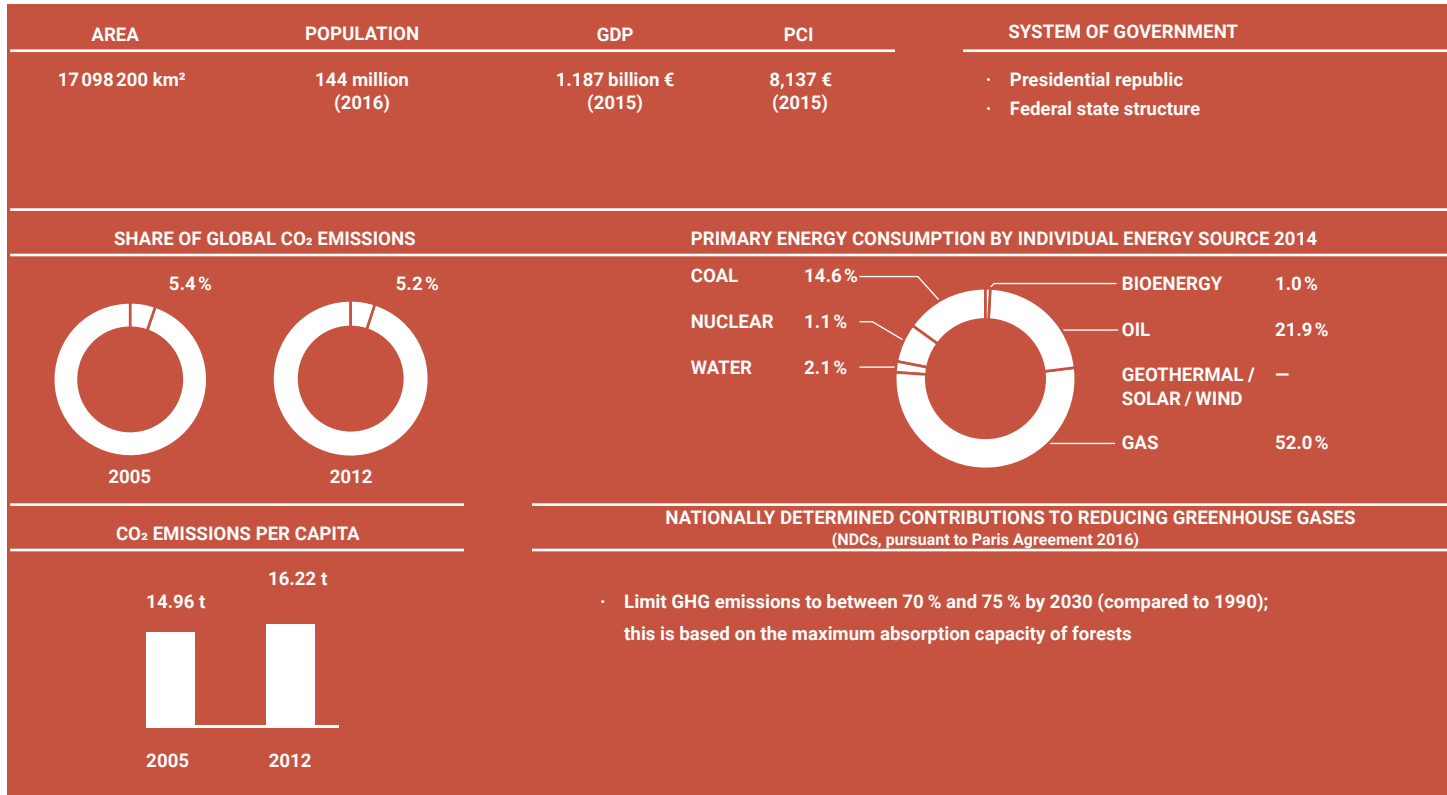 AREA
POPULATION
GDP
PCI
SYSTEM OF GOVERNMENT
17 098 200 km²
144 million
(2016)
1.187 billion €
(2015)
8,137 €
(2015)
· Presidential republic
· Federal state structure
SHARE OF GLOBAL CO₂ EMISSIONS
5.4 %
5.2 %
2005
2012
PRIMARY ENERGY CONSUMPTION BY INDIVIDUAL ENERGY SOURCE 2014
COAL 14.6 %
NUCLEAR 1.1 %
WATER 2.1 %
BIOENERGY 1.0 %
OIL 21.9 %
GEOTHERMAL / –
SOLAR / WIND
GAS 52.0 %
CO₂ EMISSIONS PER CAPITA
14.96 t
16.22 t
2005
2012
NATIONALLY DETERMINED CONTRIBUTIONS TO REDUCING GREENHOUSE GASES
(NDCs, pursuant to Paris Agreement 2016)
· Limit GHG emissions to between 70 % and 75 % by 2030 (compared to 1990);
this is based on the maximum absorption capacity of forests